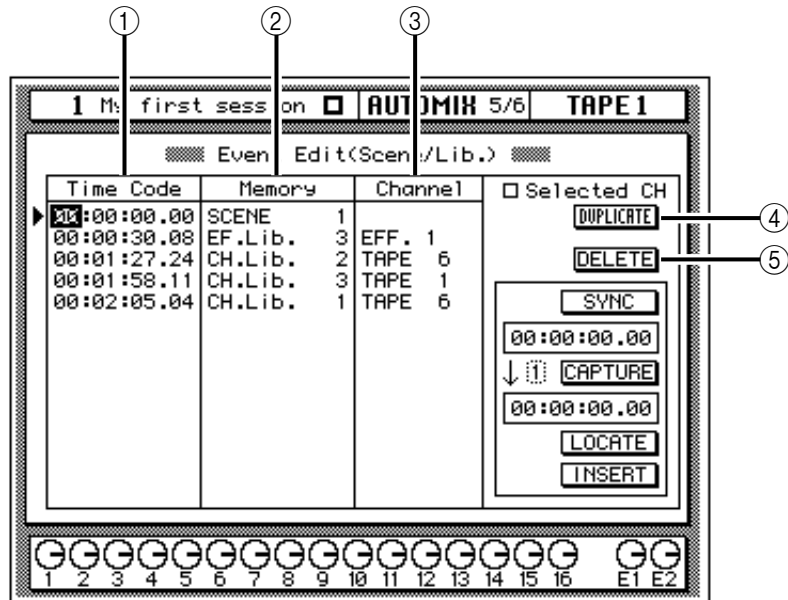 ① ② ③
1 My first session AUTOMIX 5/6 TAPE 1
Event Edit(Scene/Lib.)
Time Code Memory Channel Selected CH
00:00:00.00 SCENE 1 DUPLICATE ④
00:00:30.08 EF.Lib. 3 EFF. 1
00:01:27.24 CH.Lib. 2 TAPE 6 DELETE ⑤
00:01:58.11 CH.Lib. 3 TAPE 1
00:02:05.04 CH.Lib. 1 TAPE 6
SYNC
00:00:00.00
↓ 1 CAPTURE
00:00:00.00
LOCATE
INSERT
1 2 3 4 5 6 7 8 9 10 11 12 13 14 15 16 E1 E2